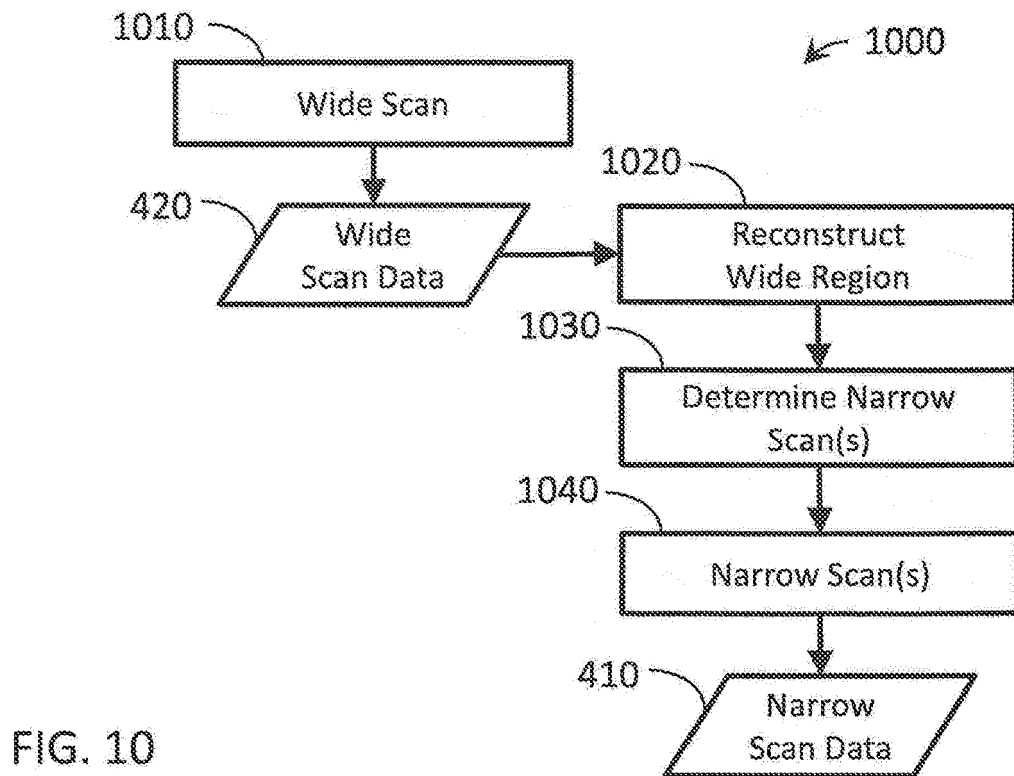 1010
1000
Wide Scan
1020
420
Wide
Scan Data
Reconstruct
Wide Region
1030
Determine Narrow
Scan(s)
1040
Narrow Scan(s)
410
Narrow
Scan Data
FIG. 10